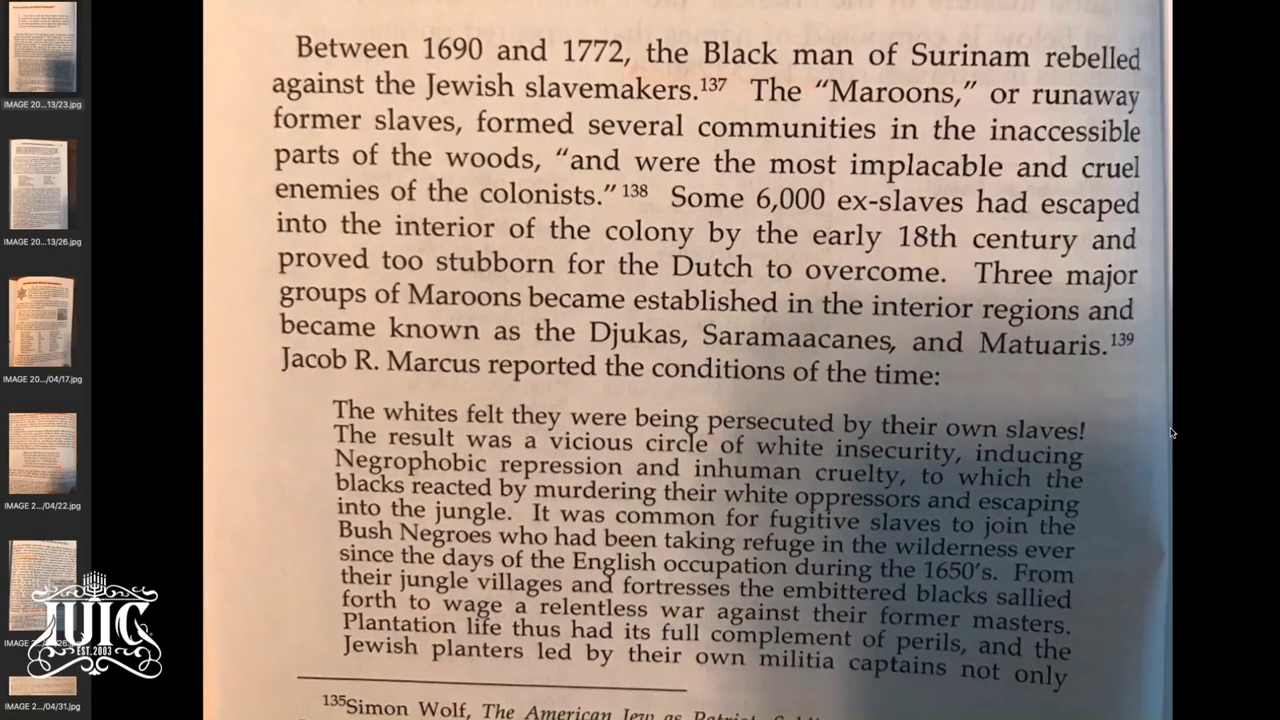 Between 1690 and 1772, the Black man of Surinam rebelled
against the Jewish slavemakers.137 The “Maroons,” or runaway
former slaves, formed several communities in the inaccessible
parts of the woods, “and were the most implacable and cruel
enemies of the colonists.” 138 Some 6,000 ex-slaves had escaped
into the interior of the colony by the early 18th century and
proved too stubborn for the Dutch to overcome. Three major
groups of Maroons became established in the interior regions and
became known as the Djukas, Saramaacanes, and Matuaris.139
Jacob R. Marcus reported the conditions of the time:
The whites felt they were being persecuted by their own slaves!
The result was a vicious circle of white insecurity, inducing
Negrophobic repression and inhuman cruelty, to which the
blacks reacted by murdering their white oppressors and escaping
into the jungle. It was common for fugitive slaves to join the
Bush Negroes who had been taking refuge in the wilderness ever
since the days of the English occupation during the 1650's. From
their jungle villages and fortresses the embittered blacks sallied
forth to wage a relentless war against their former masters.
Plantation life thus had its full complement of perils, and the
Jewish planters led by their own militia captains not only
135Simon Wolf, The American Jew as Patriot,
IMAGE 20...13/23.jpg
IMAGE 20...13/26.jpg
IMAGE 20.../04/17.jpg
IMAGE 2.../04/22.jpg
IMAGE
IUIC
EST. 2003
IMAGE 2.../04/31.jpg